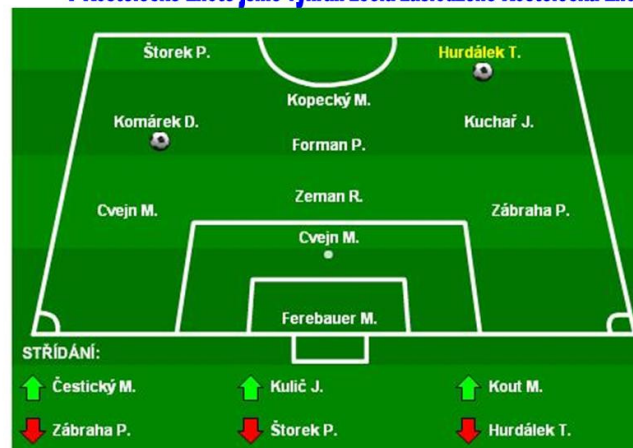 Štorek P. Hurdálek T.
Kopecký M.
Komárek D. Kuchař J.
Forman P.
Zeman R.
Cvejn M. Zábraha P.
Cvejn M.
Ferebauer M.
STŘÍDÁNÍ:
Čestický M. Kulič J. Kout M.
Zábraha P. Štorek P. Hurdálek T.